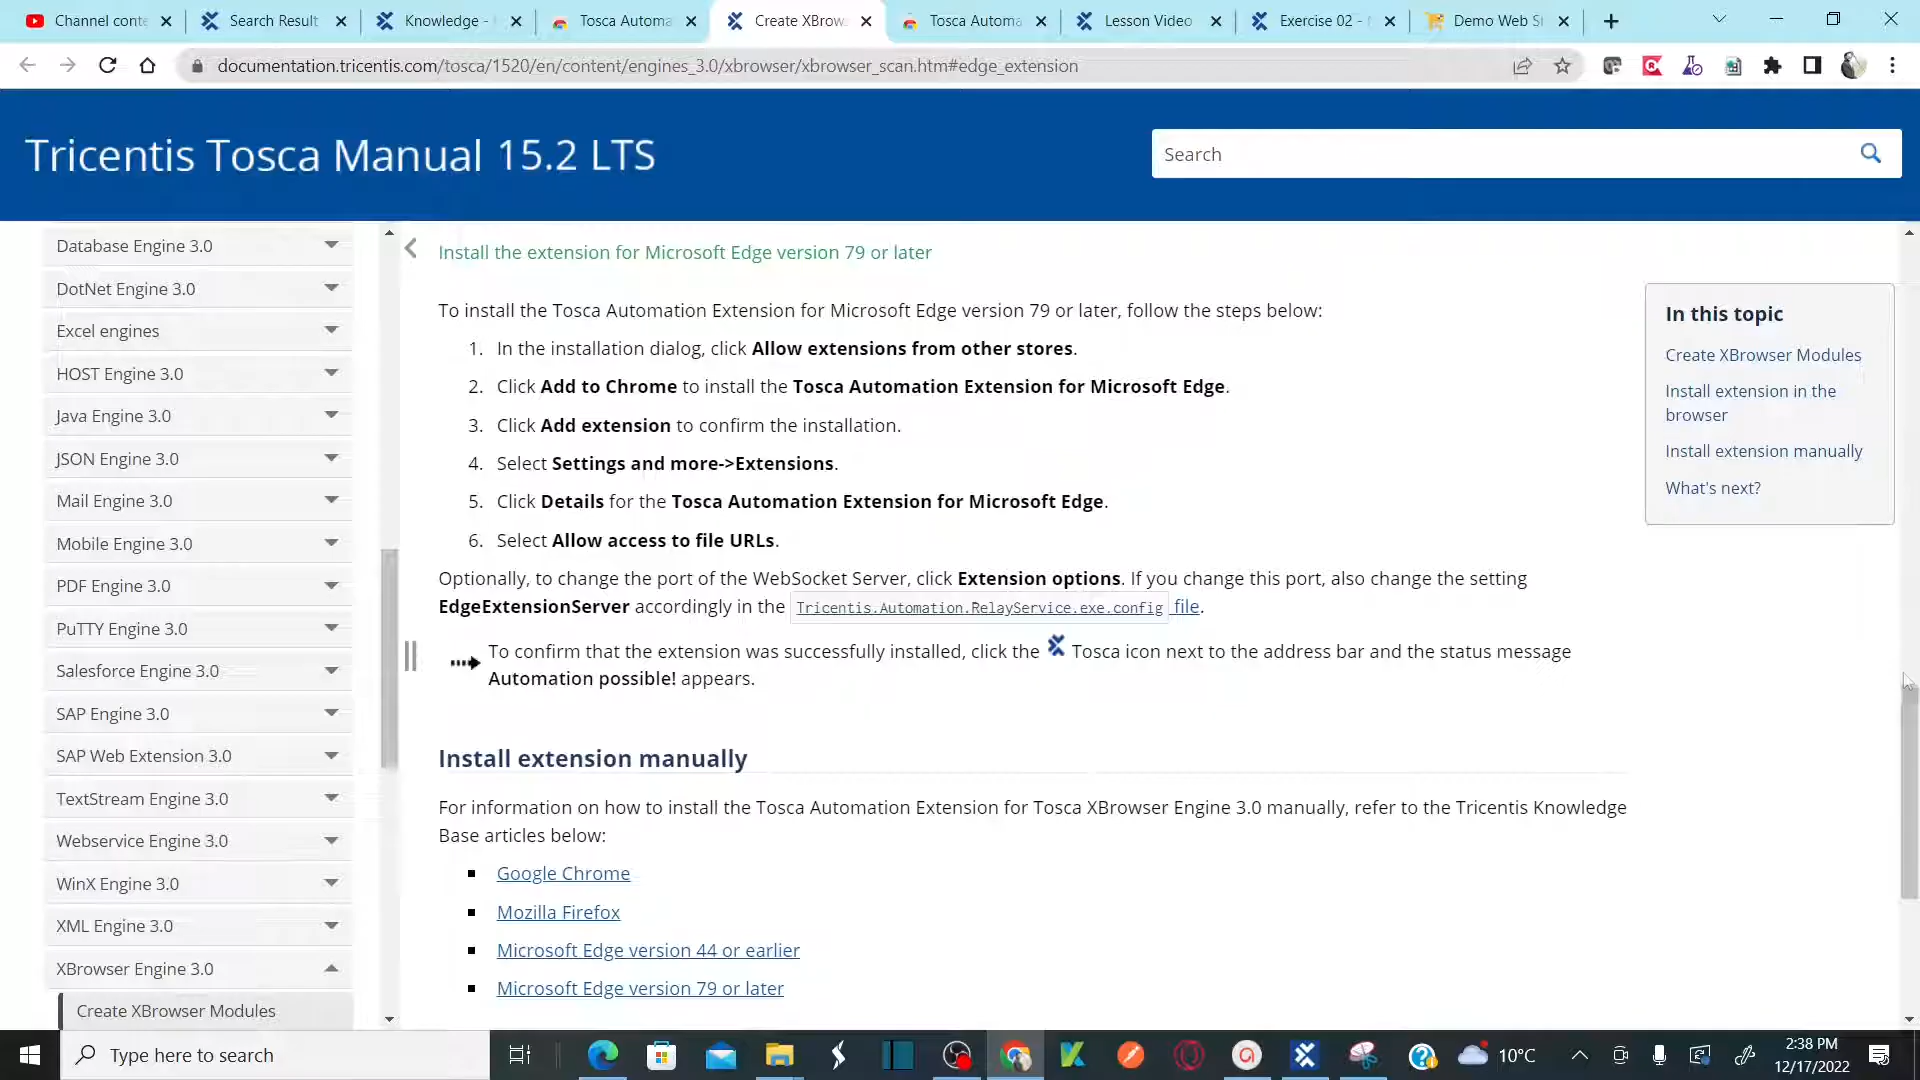 Channel conte
Search Result
Knowledge -
Tosca Automa
Create XBrow
Tosca Automa
Lesson Video
Exercise 02 -
Demo Web S
documentation.tricentis.com/tosca/1520/en/content/engines_3.0/xbrowser/xbrowser_scan.htm#edge_extension
Tricentis Tosca Manual 15.2 LTS
Search
Database Engine 3.0
DotNet Engine 3.0
Excel engines
HOST Engine 3.0
Java Engine 3.0
JSON Engine 3.0
Mail Engine 3.0
Mobile Engine 3.0
PDF Engine 3.0
PuTTY Engine 3.0
Salesforce Engine 3.0
SAP Engine 3.0
SAP Web Extension 3.0
TextStream Engine 3.0
Webservice Engine 3.0
WinX Engine 3.0
XML Engine 3.0
XBrowser Engine 3.0
Create XBrowser Modules
Install the extension for Microsoft Edge version 79 or later
To install the Tosca Automation Extension for Microsoft Edge version 79 or later, follow the steps below:
1. In the installation dialog, click Allow extensions from other stores.
2. Click Add to Chrome to install the Tosca Automation Extension for Microsoft Edge.
3. Click Add extension to confirm the installation.
4. Select Settings and more->Extensions.
5. Click Details for the Tosca Automation Extension for Microsoft Edge.
6. Select Allow access to file URLs.
Optionally, to change the port of the WebSocket Server, click Extension options. If you change this port, also change the setting
EdgeExtensionServer accordingly in the Tricentis.Automation.RelayService.exe.config file.
To confirm that the extension was successfully installed, click the Tosca icon next to the address bar and the status message
Automation possible! appears.
Install extension manually
For information on how to install the Tosca Automation Extension for Tosca XBrowser Engine 3.0 manually, refer to the Tricentis Knowledge
Base articles below:
Google Chrome
Mozilla Firefox
Microsoft Edge version 44 or earlier
Microsoft Edge version 79 or later
In this topic
Create XBrowser Modules
Install extension in the
browser
Install extension manually
What's next?
Type here to search
10°C
2:38 PM
12/17/2022